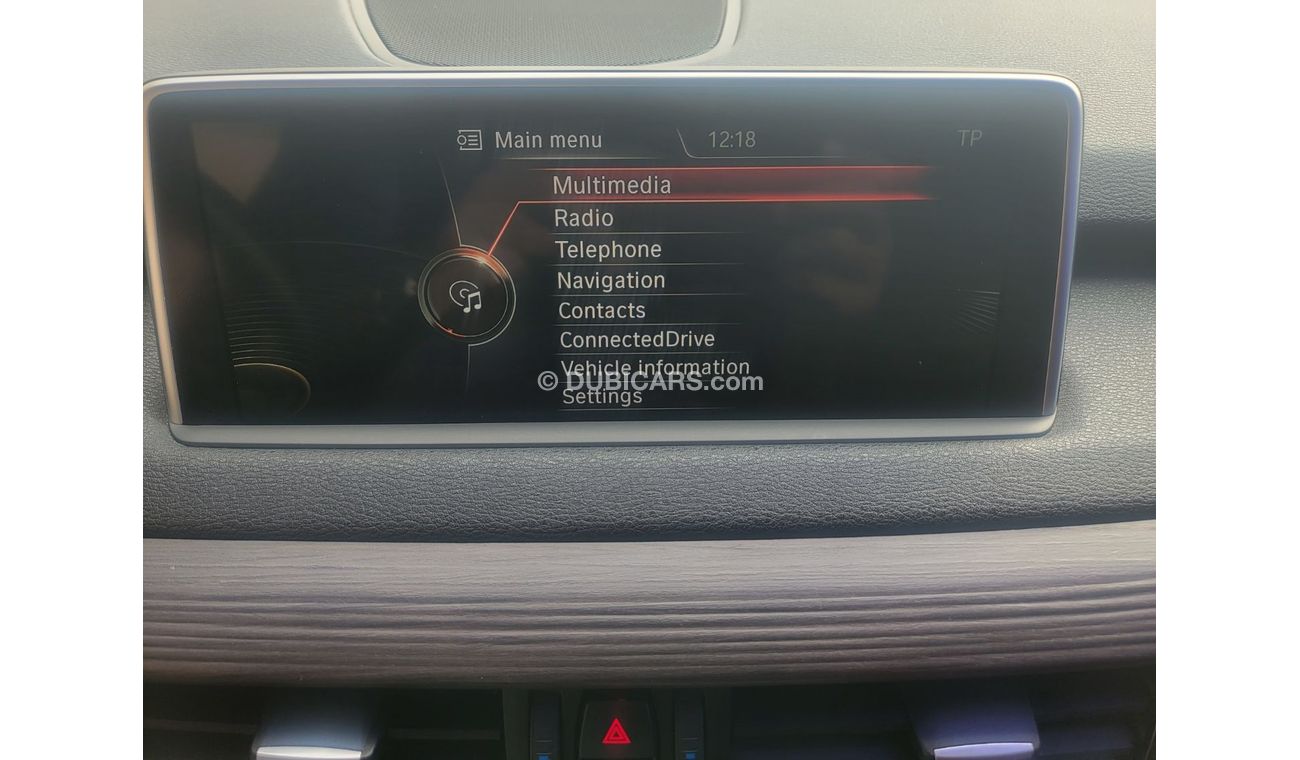 Main menu 12:18 TP
Multimedia
Radio
Telephone
Navigation
Contacts
ConnectedDrive
Vehicle information
© DUBICARS.com
Settings